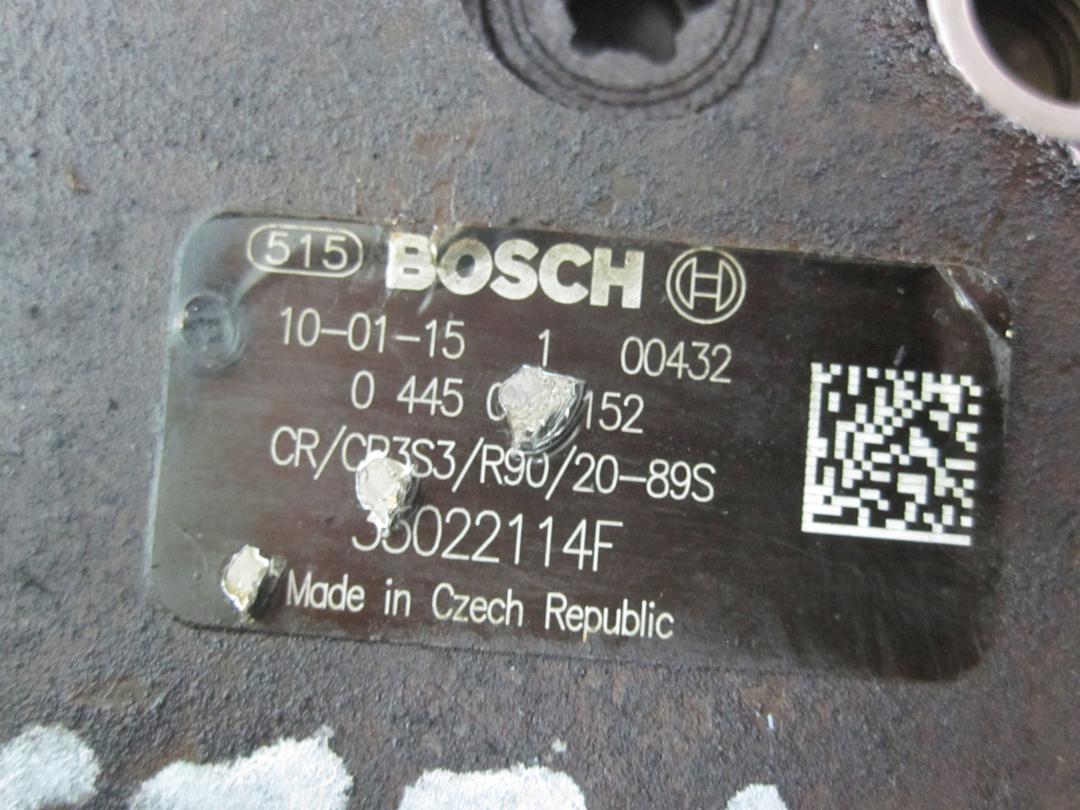 515 BOSCH
10-01-15 1 00432
0 445 152
CR/CP3S3/R90/20-89S
022114F
Made in Czech Republic